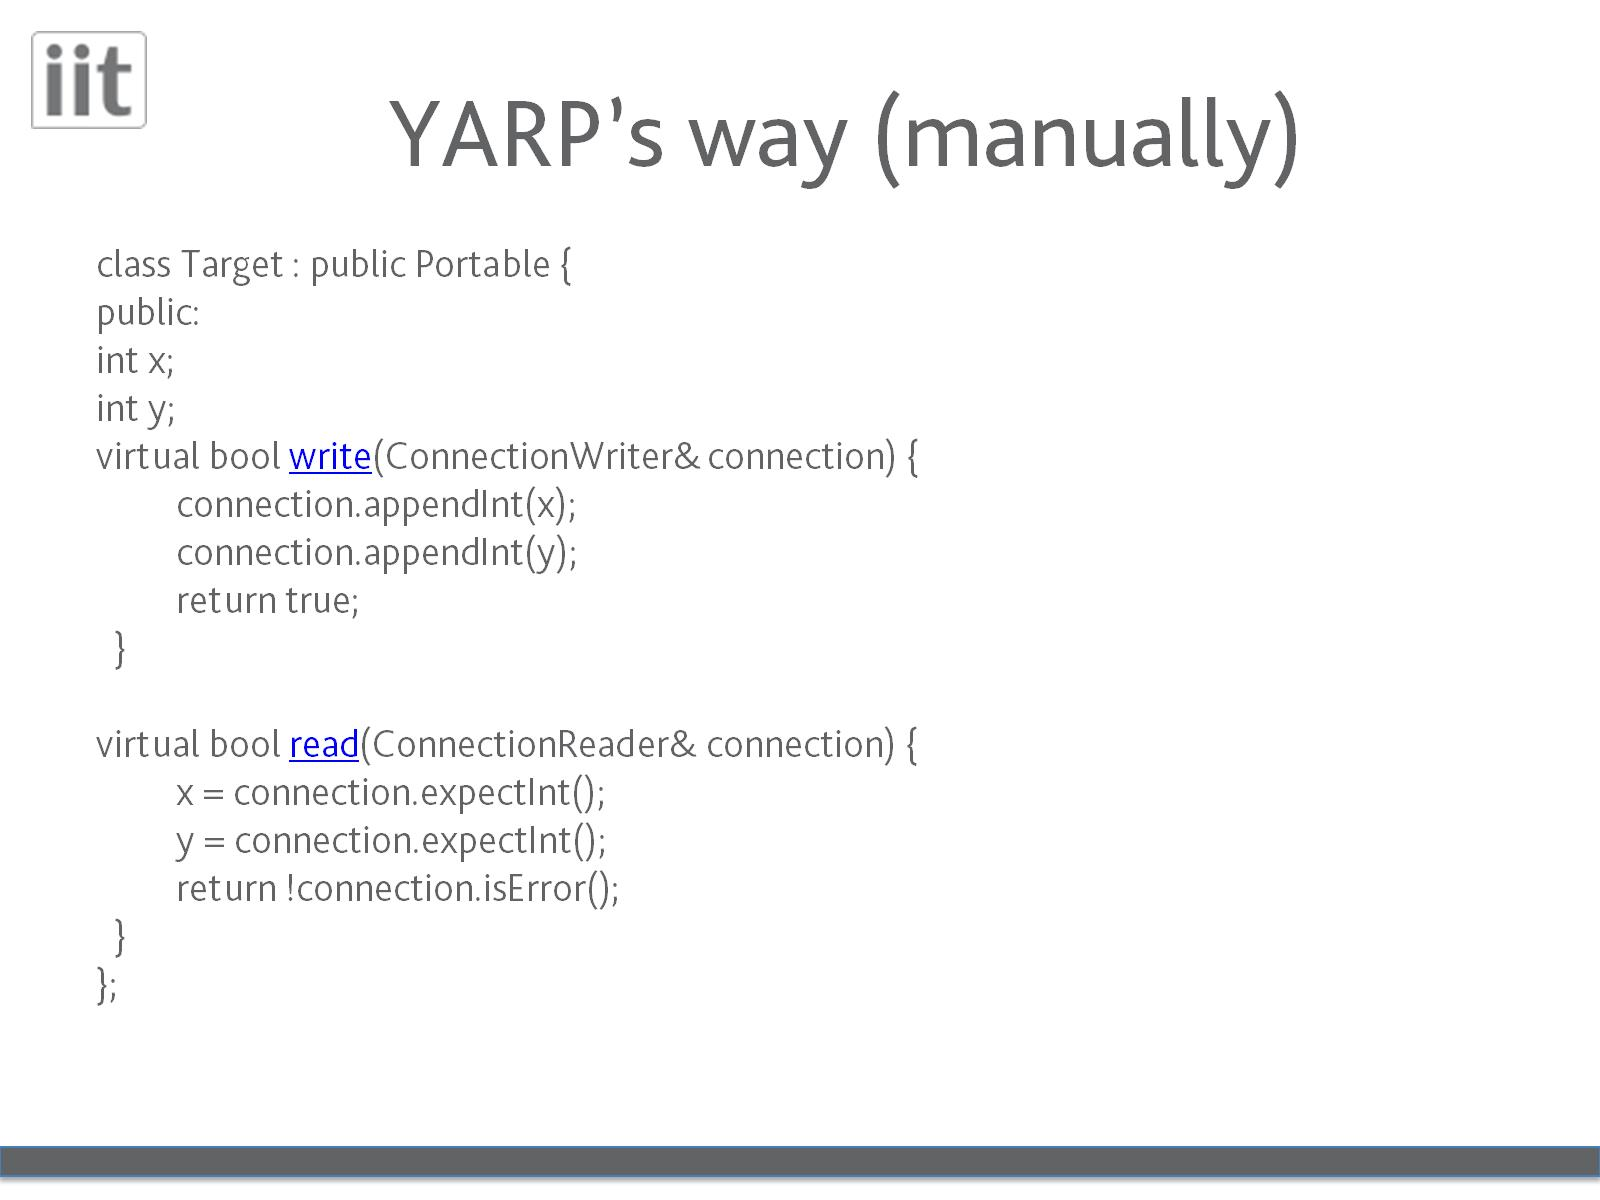 iit
YARP’s way (manually)
class Target : public Portable {
public:
int x;
int y;
virtual bool write(ConnectionWriter& connection) {
connection.appendInt(x);
connection.appendInt(y);
return true;
}
virtual bool read(ConnectionReader& connection) {
x = connection.expectInt();
y = connection.expectInt();
return !connection.isError();
}
};